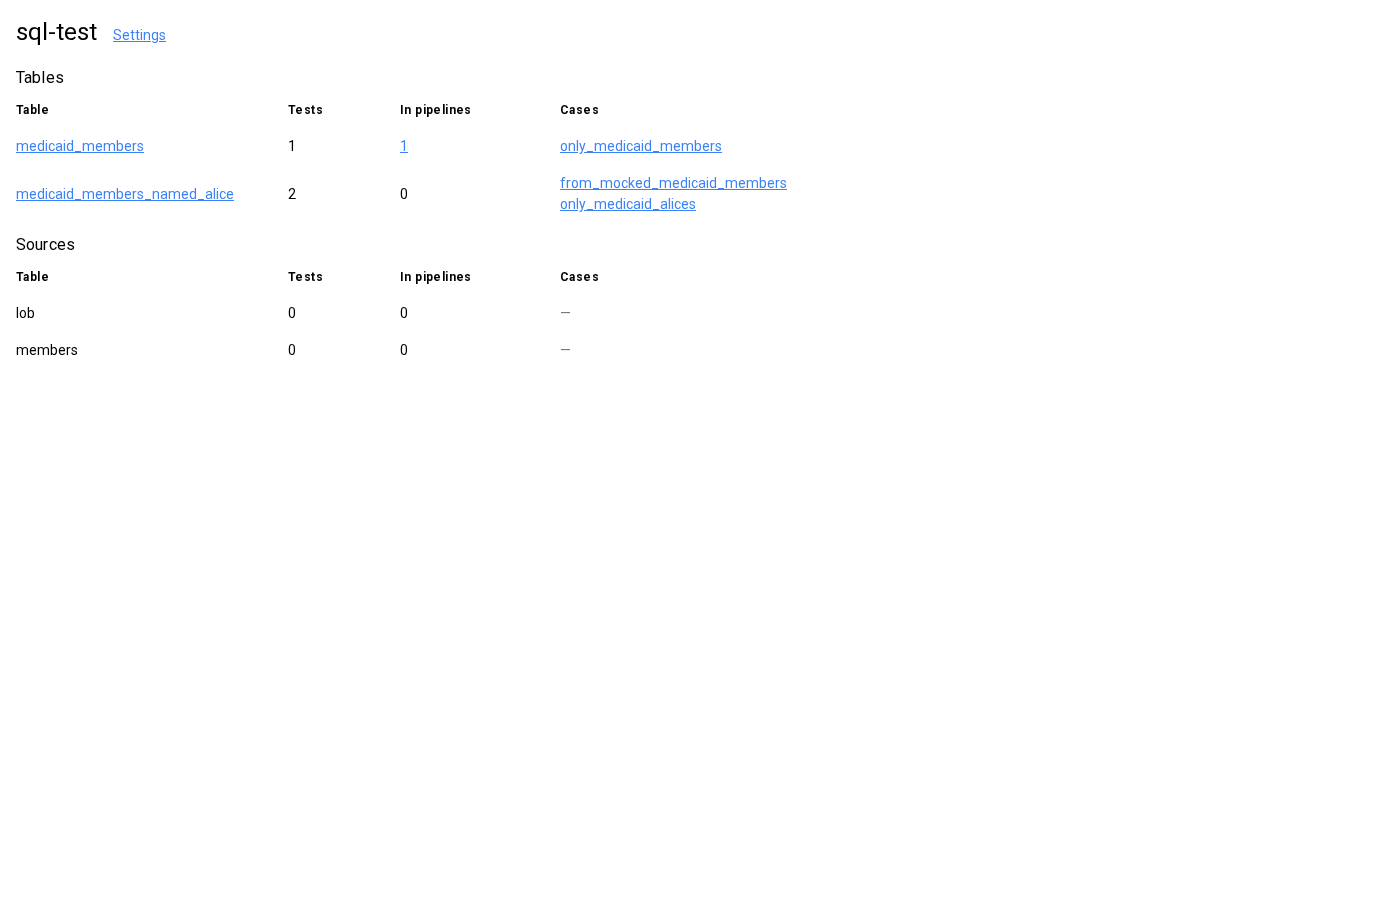 sql-test Settings
Tables
Table Tests In pipelines Cases
medicaid_members 1 1 only_medicaid_members
medicaid_members_named_alice 2 0 from_mocked_medicaid_members
only_medicaid_alices
Sources
Table Tests In pipelines Cases
lob 0 0 —
members 0 0 —